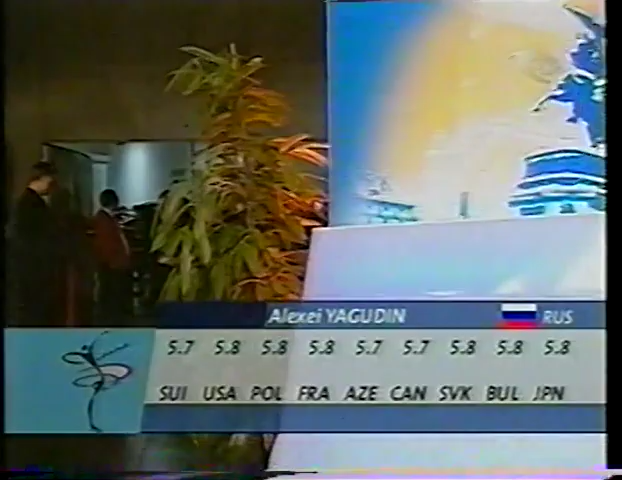 Alexei YAGUDIN RUS
5.7 5.8 5.8 5.8 5.7 5.7 5.8 5.8 5.8
SUI USA POL FRA AZE CAN SVK BUL JPN